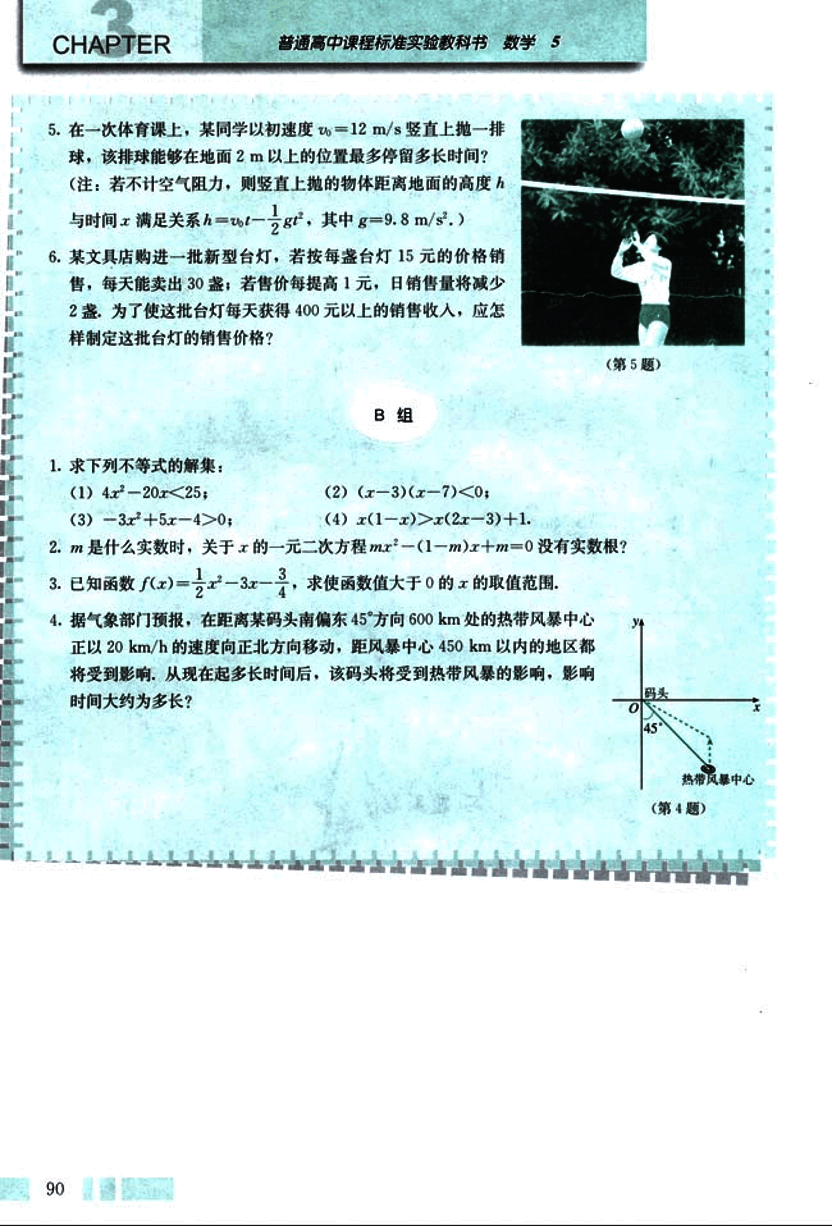 3
CHAPTER
普通高中课程标准实验教科书 数学 5
5. 在一次体育课上,某同学以初速度 v₀=12 m/s 竖直上抛一排
球,该排球能够在地面 2 m 以上的位置最多停留多长时间?
(注:若不计空气阻力,则竖直上抛的物体距离地面的高度 h
与时间 x 满足关系 h=v₀t-1/2gt²,其中 g=9.8 m/s².)
6. 某文具店购进一批新型台灯,若按每盏台灯 15 元的价格销
售,每天能卖出 30 盏;若售价每提高 1 元,日销售量将减少
2 盏. 为了使这批台灯每天获得 400 元以上的销售收入,应怎
样制定这批台灯的销售价格?
(第 5 题)
B 组
1. 求下列不等式的解集:
(1) 4x²-20x<25; (2) (x-3)(x-7)<0;
(3) -3x²+5x-4>0; (4) x(1-x)>x(2x-3)+1.
2. m 是什么实数时,关于 x 的一元二次方程 mx²-(1-m)x+m=0 没有实数根?
3. 已知函数 f(x)=1/2x²-3x-3/4,求使函数值大于 0 的 x 的取值范围.
4. 据气象部门预报,在距离某码头南偏东 45°方向 600 km 处的热带风暴中心
正以 20 km/h 的速度向正北方向移动,距风暴中心 450 km 以内的地区都
将受到影响. 从现在起多长时间后,该码头将受到热带风暴的影响,影响
时间大约为多长?
y
码头
O
x
45°
热带风暴中心
(第 4 题)
90